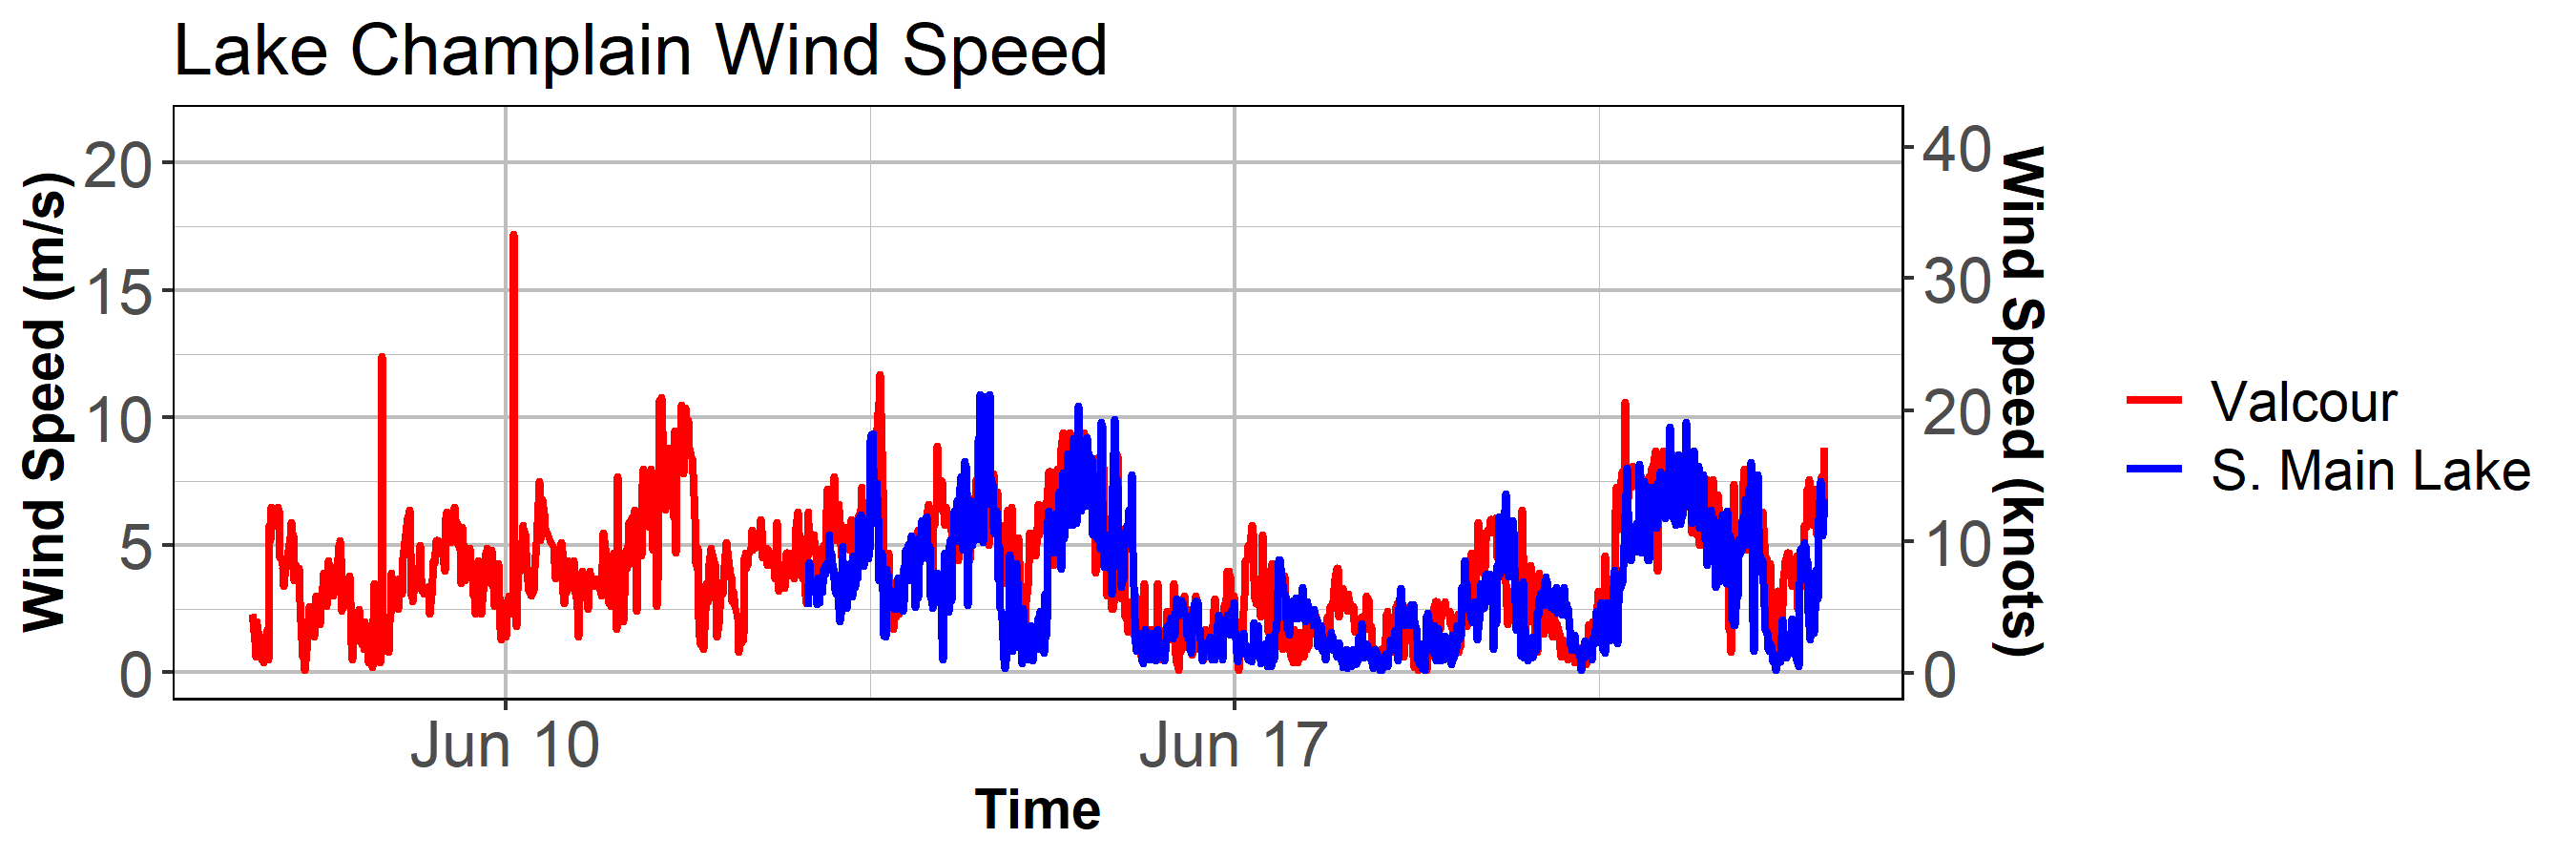 Lake Champlain Wind Speed
Wind Speed (m/s)
20
15
10
5
0
40
30
20
10
0
Wind Speed (knots)
Jun 10
Jun 17
Time
Valcour
S. Main Lake